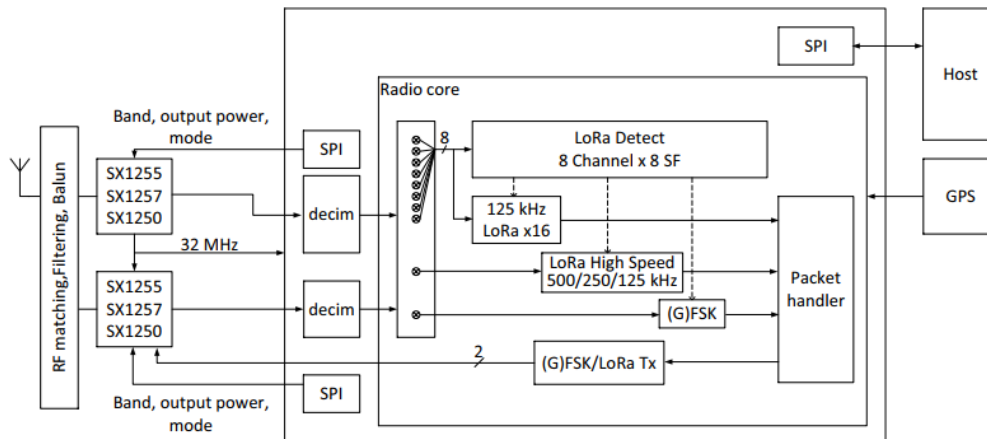 SPI
Host
Radio core
Band, output power,
mode
8
LoRa Detect
8 Channel x 8 SF
SPI
RF matching,Filtering, Balun
SX1255
SX1257
SX1250
decim
125 kHz
LoRa x16
GPS
32 MHz
LoRa High Speed
500/250/125 kHz
Packet
handler
SX1255
SX1257
SX1250
decim
(G)FSK
2
(G)FSK/LoRa Tx
SPI
Band, output power,
mode